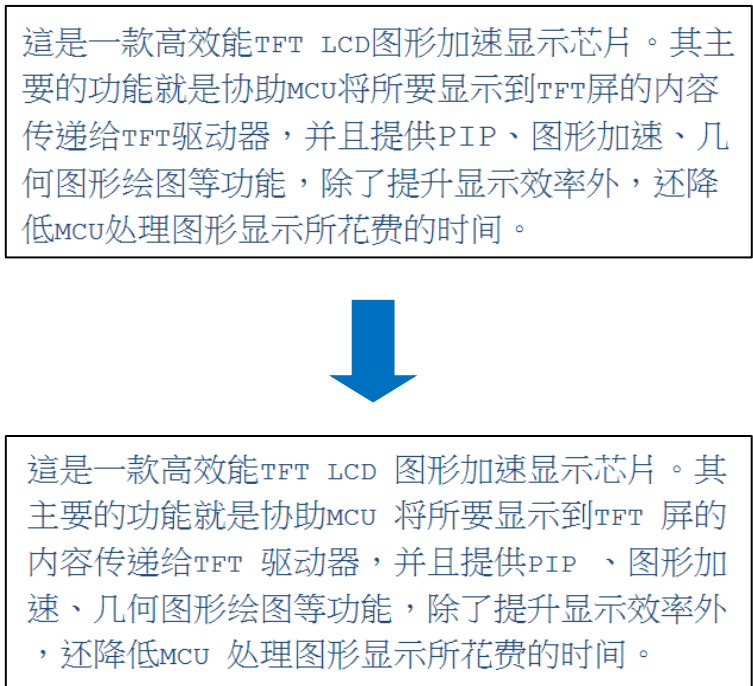 這是一款高效能TFT LCD图形加速显示芯片。其主
要的功能就是协助MCU将所要显示到TFT屏的内容
传递给TFT驱动器，并且提供PIP、图形加速、几
何图形绘图等功能，除了提升显示效率外，还降
低MCU处理图形显示所花费的时间。
這是一款高效能TFT LCD 图形加速显示芯片。其
主要的功能就是协助MCU 将所要显示到TFT 屏的
内容传递给TFT 驱动器，并且提供PIP 、图形加
速、几何图形绘图等功能，除了提升显示效率外
，还降低MCU 处理图形显示所花费的时间。